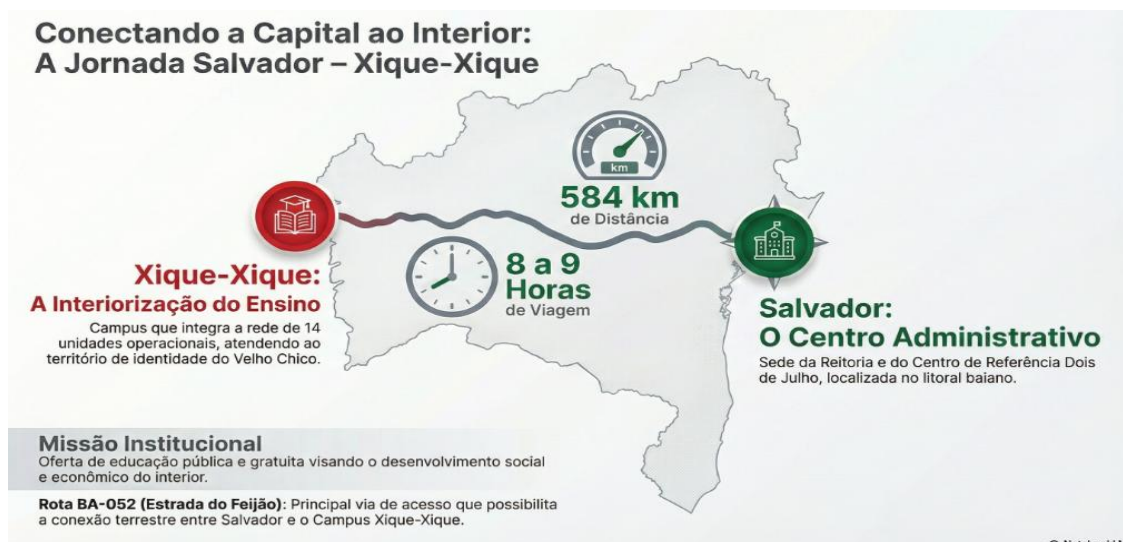 Conectando a Capital ao Interior:
A Jornada Salvador – Xique-Xique
km
584 km
de Distância
8 a 9
Horas
de Viagem
Xique-Xique:
A Interiorização do Ensino
Campus que integra a rede de 14
unidades operacionais, atendendo ao
território de identidade do Velho Chico.
Salvador:
O Centro Administrativo
Sede da Reitoria e do Centro de Referência Dois
de Julho, localizada no litoral baiano.
Missão Institucional
Oferta de educação pública e gratuita visando o desenvolvimento social
e econômico do interior.
Rota BA-052 (Estrada do Feijão): Principal via de acesso que possibilita
a conexão terrestre entre Salvador e o Campus Xique-Xique.